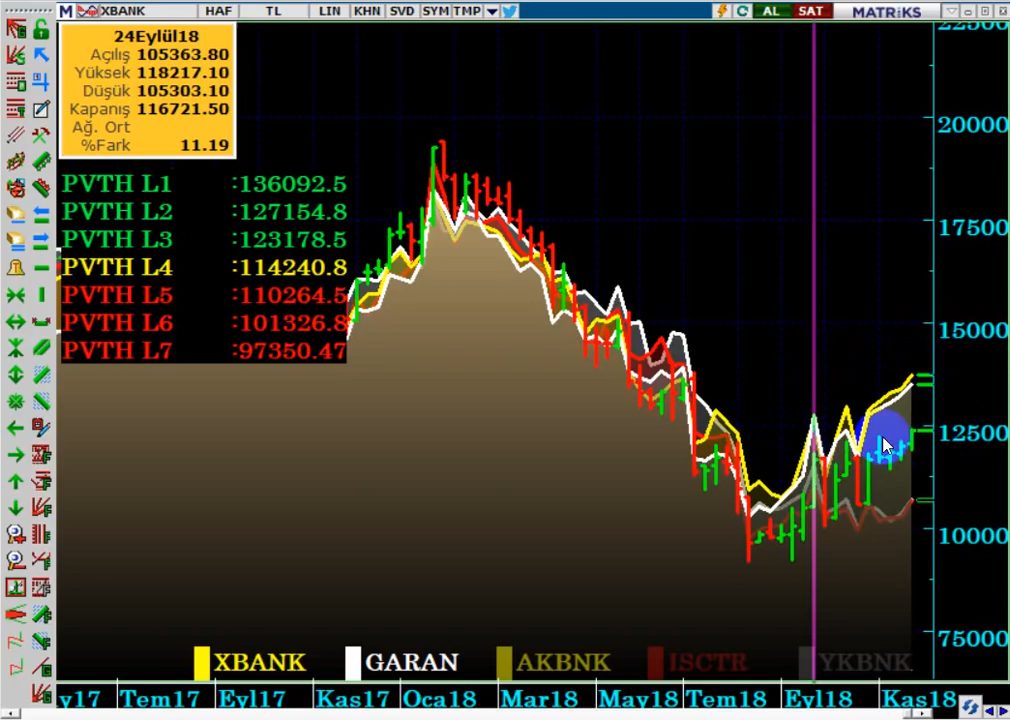 M XBANK HAF TL LIN KHN SVD SYM TMP AL SAT MATRiKS
24Eylül18
Açılış 105363.80
Yüksek 118217.10
Düşük 105303.10
Kapanış 116721.50
Ağ. Ort
%Fark 11.19
PVTH L1 :136092.5
PVTH L2 :127154.8
PVTH L3 :123178.5
PVTH L4 :114240.8
PVTH L5 :110264.5
PVTH L6 :101326.8
PVTH L7 :97350.47
22500
20000
17500
15000
12500
10000
75000
XBANK GARAN AKBNK ISCTR YKBNK
y17 Tem17 Eyl17 Kas17 Oca18 Mar18 May18 Tem18 Eyl18 Kas18